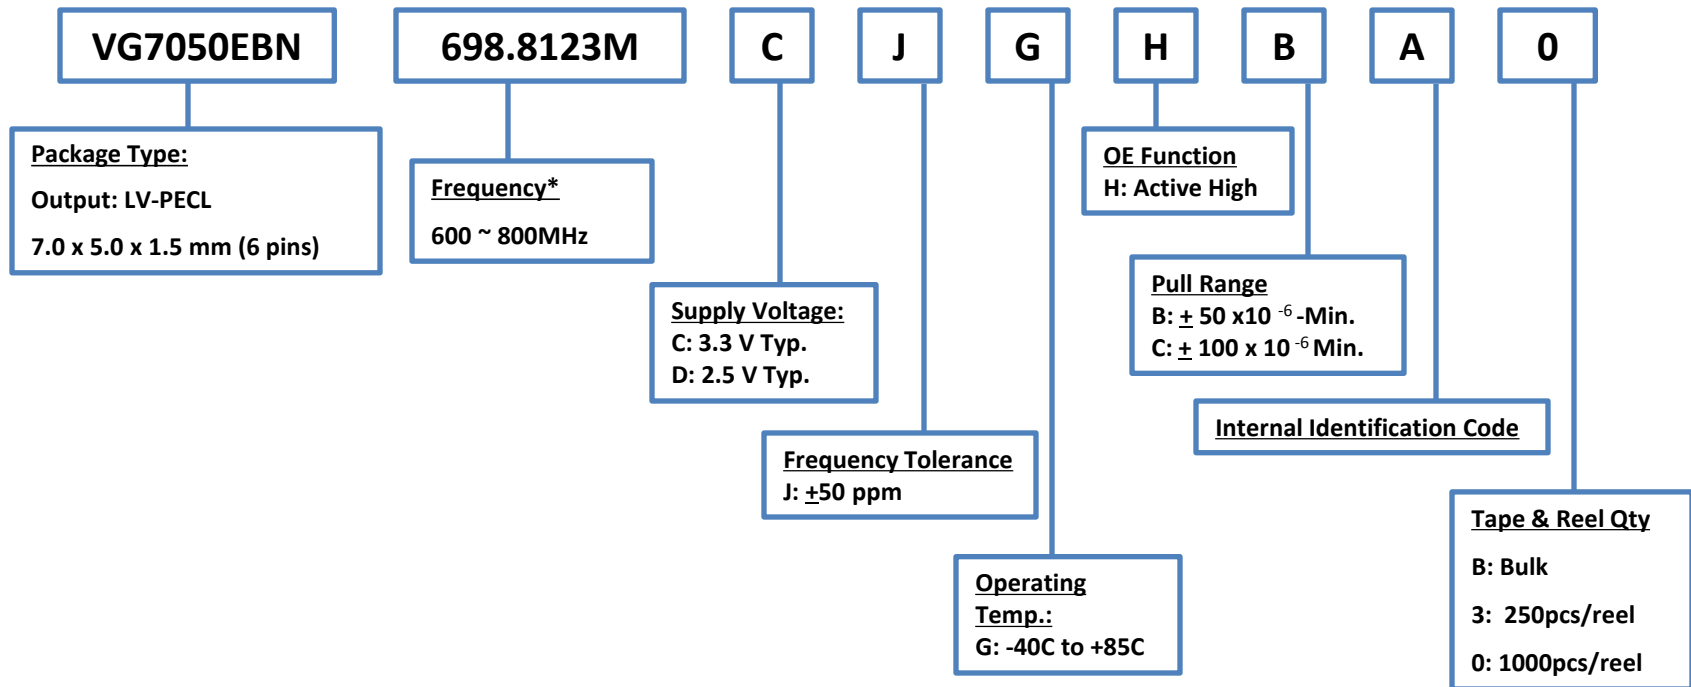 VG7050EBN 698.8123M C J G H B A 0
Package Type:
Output: LV-PECL
7.0 x 5.0 x 1.5 mm (6 pins)
Frequency*
600 ~ 800MHz
Supply Voltage:
C: 3.3 V Typ.
D: 2.5 V Typ.
Frequency Tolerance
J: ±50 ppm
Operating
Temp.:
G: -40C to +85C
OE Function
H: Active High
Pull Range
B: ± 50 x10 ⁻⁶ -Min.
C: ± 100 x 10 ⁻⁶ Min.
Internal Identification Code
Tape & Reel Qty
B: Bulk
3: 250pcs/reel
0: 1000pcs/reel